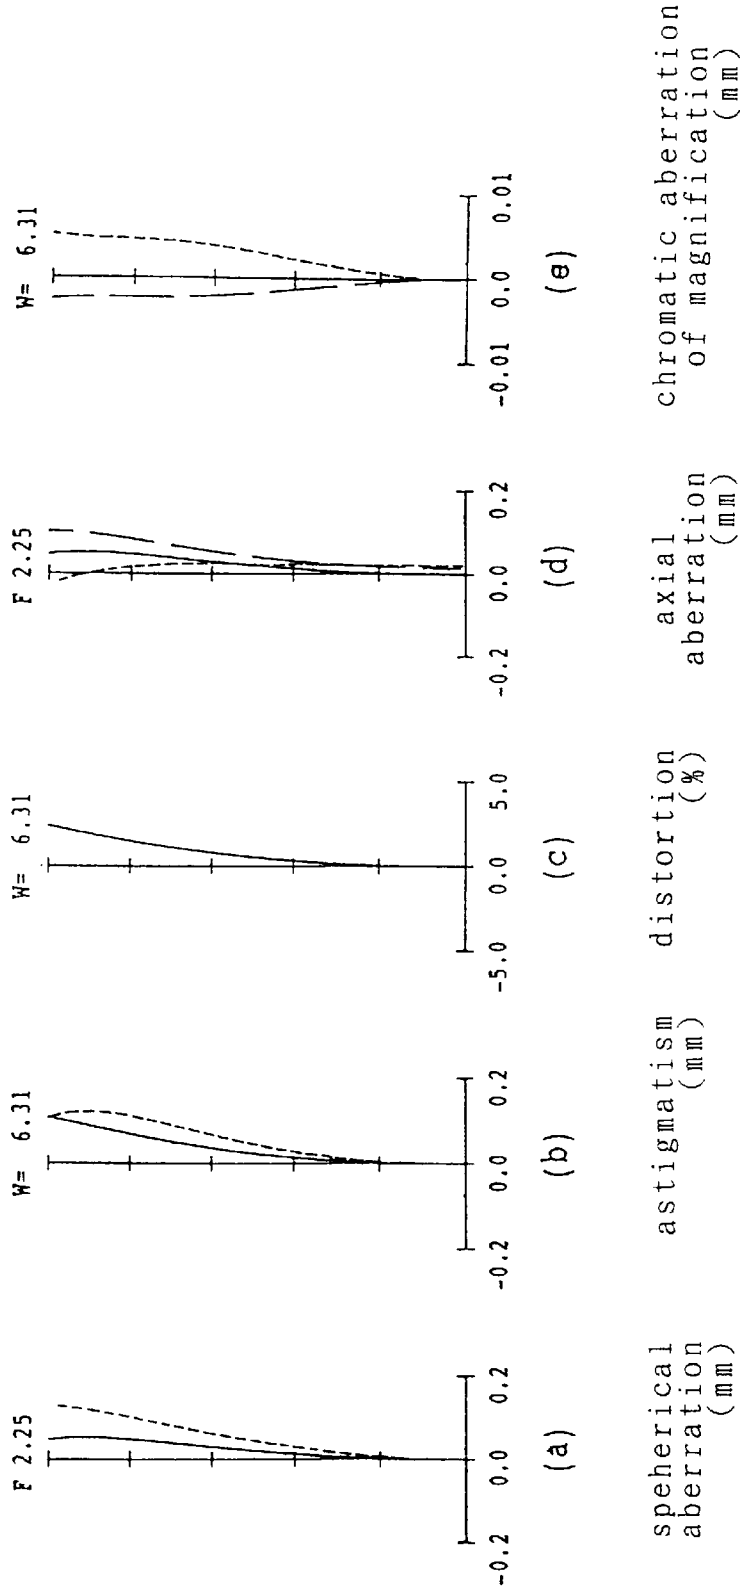 F 2.25
-0.2 0.0 0.2
(a)
speherical
aberration
(mm)
W= 6.31
-0.2 0.0 0.2
(b)
astigmatism
(mm)
W= 6.31
-5.0 0.0 5.0
(c)
distortion
(%)
F 2.25
-0.2 0.0 0.2
(d)
axial
aberration
(mm)
W= 6.31
-0.01 0.0 0.01
(e)
chromatic aberration
of magnification
(mm)